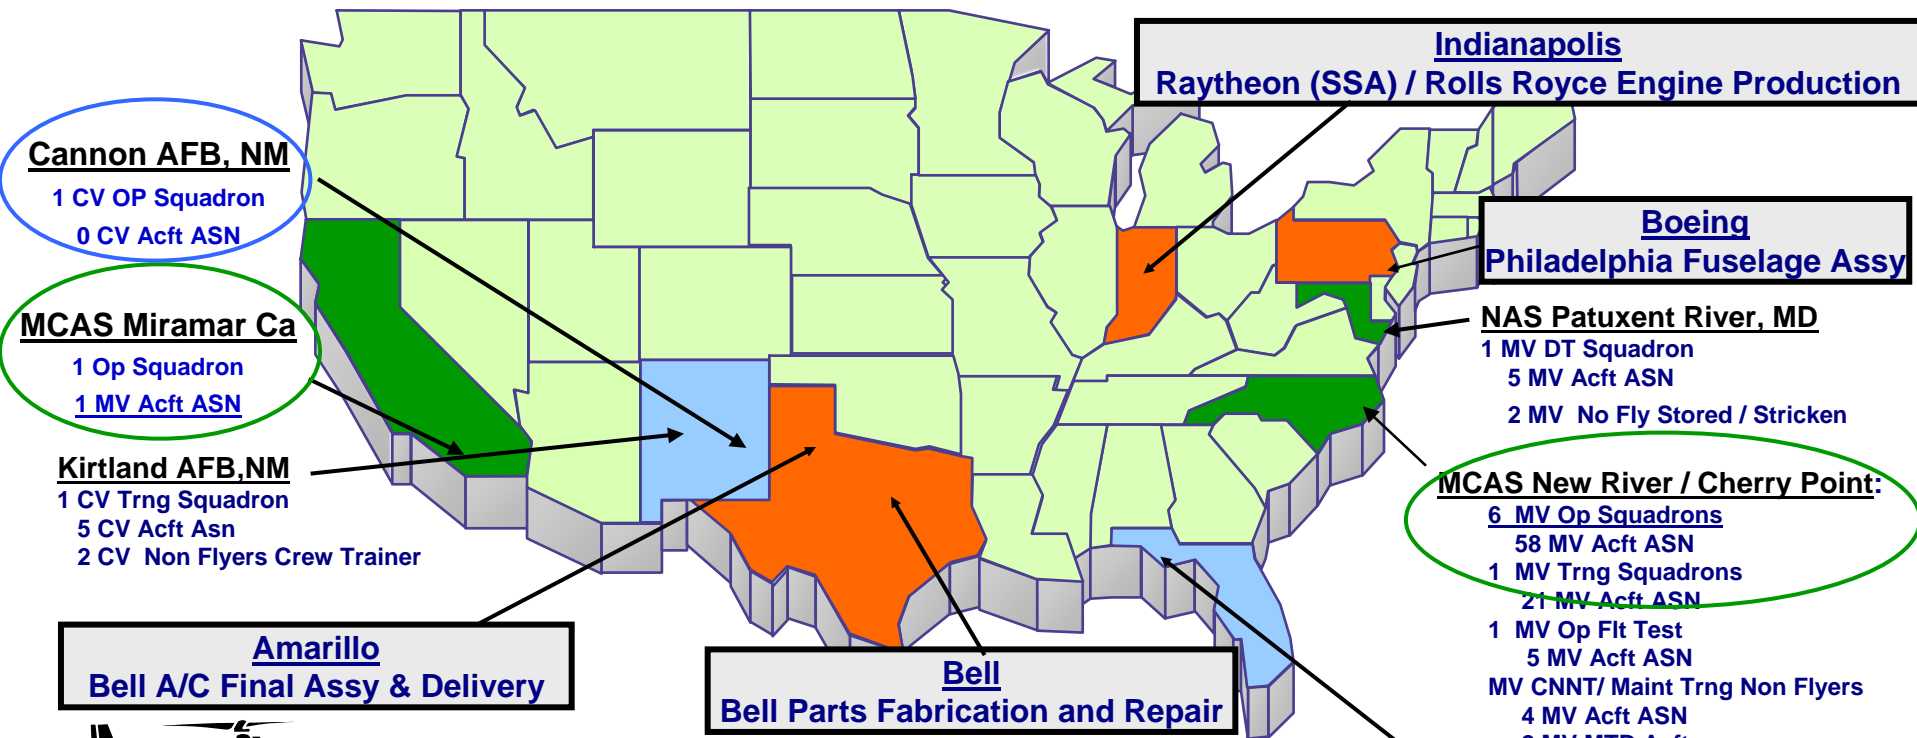 Indianapolis
Raytheon (SSA) / Rolls Royce Engine Production
Cannon AFB, NM
1 CV OP Squadron
0 CV Acft ASN
Boeing
Philadelphia Fuselage Assy
MCAS Miramar Ca
1 Op Squadron
1 MV Acft ASN
NAS Patuxent River, MD
1 MV DT Squadron
5 MV Acft ASN
2 MV No Fly Stored / Stricken
Kirtland AFB,NM
1 CV Trng Squadron
5 CV Acft Asn
2 CV Non Flyers Crew Trainer
MCAS New River / Cherry Point:
6 MV Op Squadrons
58 MV Acft ASN
1 MV Trng Squadrons
21 MV Acft ASN
1 MV Op Flt Test
5 MV Acft ASN
MV CNNT/ Maint Trng Non Flyers
4 MV Acft ASN
Amarillo
Bell A/C Final Assy & Delivery
Bell
Bell Parts Fabrication and Repair